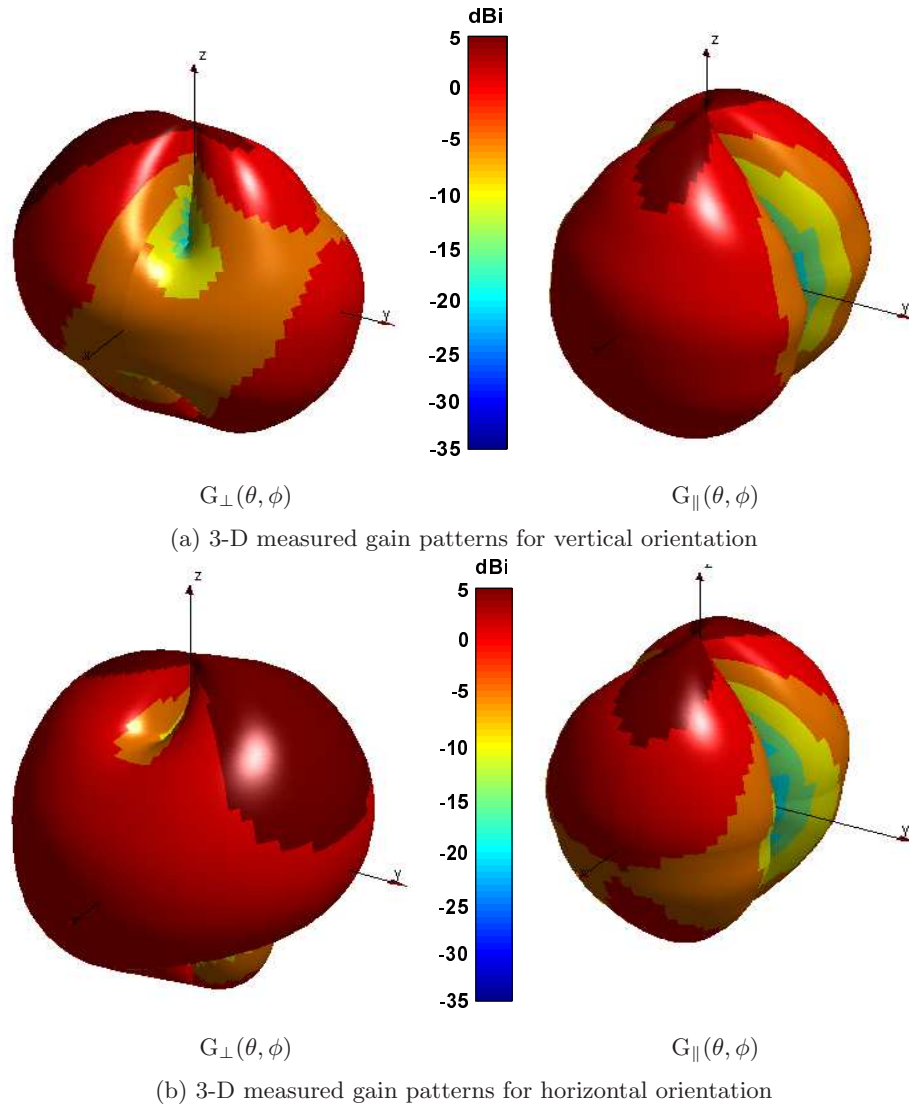 dBi
z
5
0
-5
-10
-15
-20
-25
-30
-35
y
z
y
G⊥(θ, ϕ)
G∥(θ, ϕ)
(a) 3-D measured gain patterns for vertical orientation
dBi
z
5
0
-5
-10
-15
-20
-25
-30
-35
y
y
G⊥(θ, ϕ)
G∥(θ, ϕ)
(b) 3-D measured gain patterns for horizontal orientation